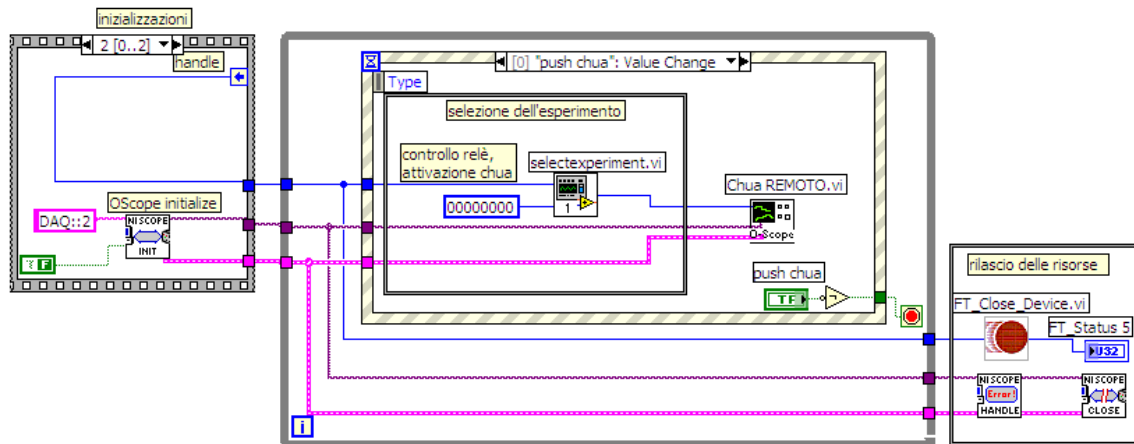 inizializzazioni
2 [0..2]
handle
OScope initialize
DAQ::2
NI SCOPE
INIT
F
[0] "push chua": Value Change
Type
selezione dell'esperimento
controllo relè,
attivazione chua
selectexperiment.vi
00000000
1
Chua REMOTO.vi
O-Scope
push chua
TF
i
rilascio delle risorse
FT_Close_Device.vi
FT_Status 5
U32
NI SCOPE
Error!
HANDLE
NI SCOPE
CLOSE